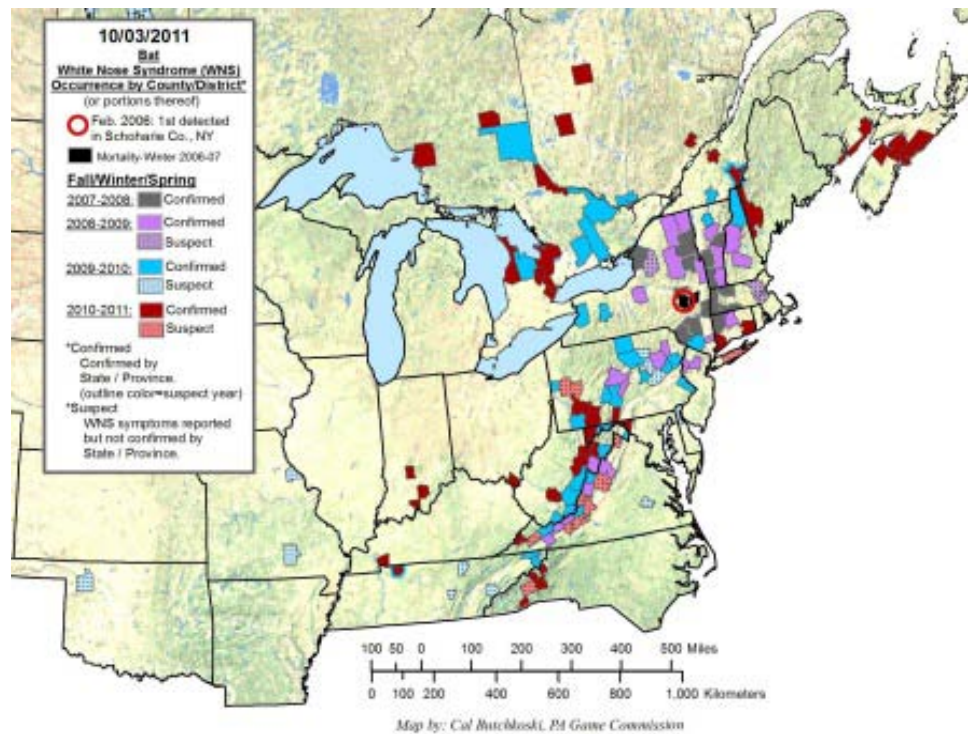 10/03/2011
Bat
White Nose Syndrome (WNS)
Occurrence by County/District*
(or portions thereof)
Feb. 2006: 1st detected
in Schoharie Co., NY
Mortality-Winter 2006-07
Fall/Winter/Spring
2007-2008: Confirmed
2008-2009: Confirmed
Suspect
2009-2010: Confirmed
Suspect
2010-2011: Confirmed
Suspect
*Confirmed
Confirmed by
State / Province.
(outline color=suspect year)
*Suspect
WNS symptoms reported
but not confirmed by
State / Province.
100 50 0 100 200 300 400 500 Miles
0 100 200 400 600 800 1,000 Kilometers
Map by: Cal Butchkoski, PA Game Commission